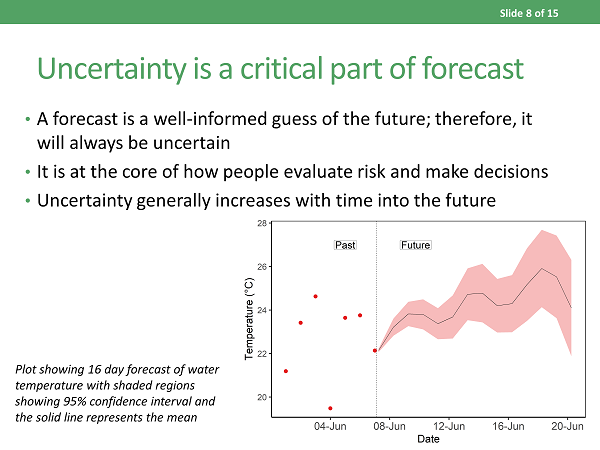 Slide 8 of 15
Uncertainty is a critical part of forecast
• A forecast is a well-informed guess of the future; therefore, it
will always be uncertain
• It is at the core of how people evaluate risk and make decisions
• Uncertainty generally increases with time into the future
Plot showing 16 day forecast of water
temperature with shaded regions
showing 95% confidence interval and
the solid line represents the mean
Past Future
Temperature (°C)
28
26
24
22
20
04-Jun 08-Jun 12-Jun 16-Jun 20-Jun
Date